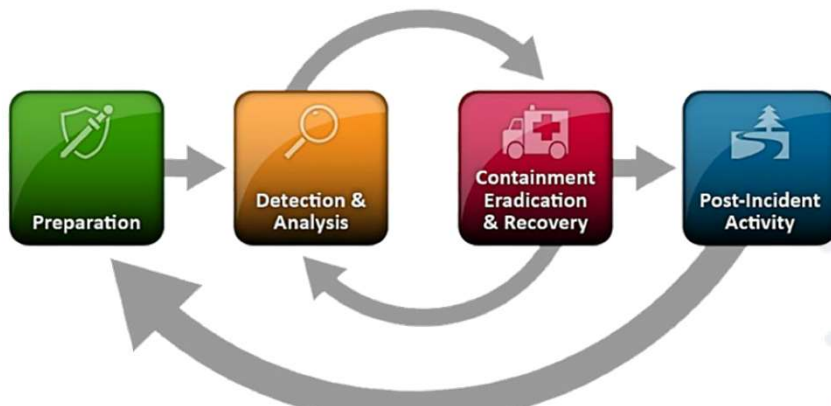 Preparation
Detection &
Analysis
Containment
Eradication
& Recovery
Post-Incident
Activity